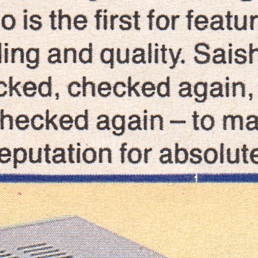 o is the first for featur
ling and quality. Saish
cked, checked again,
hecked again – to ma
eputation for absolute